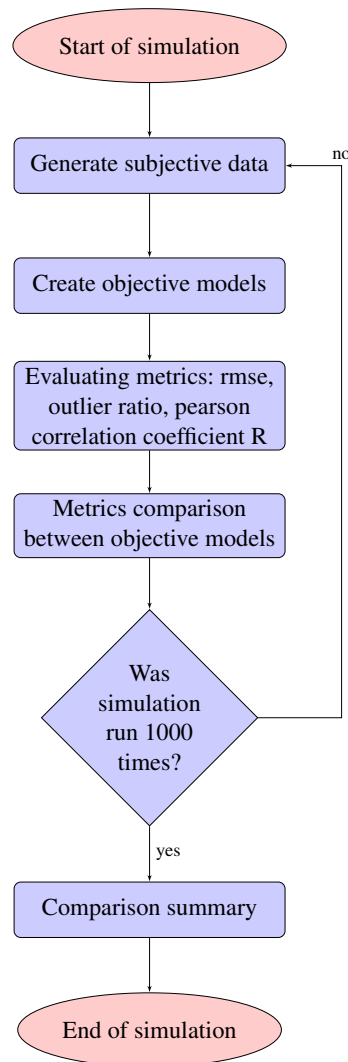 Start of simulation
Generate subjective data
no
Create objective models
Evaluating metrics: rmse,
outlier ratio, pearson
correlation coefficient R
Metrics comparison
between objective models
Was
simulation
run 1000
times?
yes
Comparison summary
End of simulation